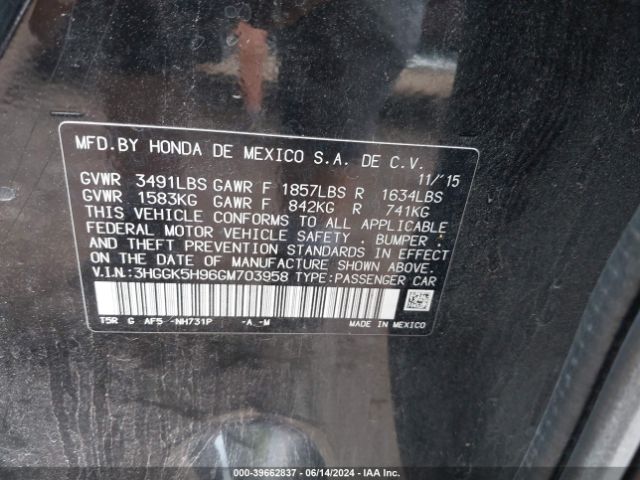 MFD.BY HONDA DE MEXICO S.A. DE C.V.
11/'15
GVWR 3491LBS GAWR F 1857LBS R 1634LBS
GVWR 1583KG GAWR F 842KG R 741KG
THIS VEHICLE CONFORMS TO ALL APPLICABLE
FEDERAL MOTOR VEHICLE SAFETY , BUMPER ,
AND THEFT PREVENTION STANDARDS IN EFFECT
ON THE DATE OF MANUFACTURE SHOWN ABOVE.
V.I.N.:3HGGK5H96GM703958 TYPE:PASSENGER CAR
T5R G AF5 -NH731P -A_-M MADE IN MEXICO
000-39662837 - 06/14/2024 - IAA Inc.